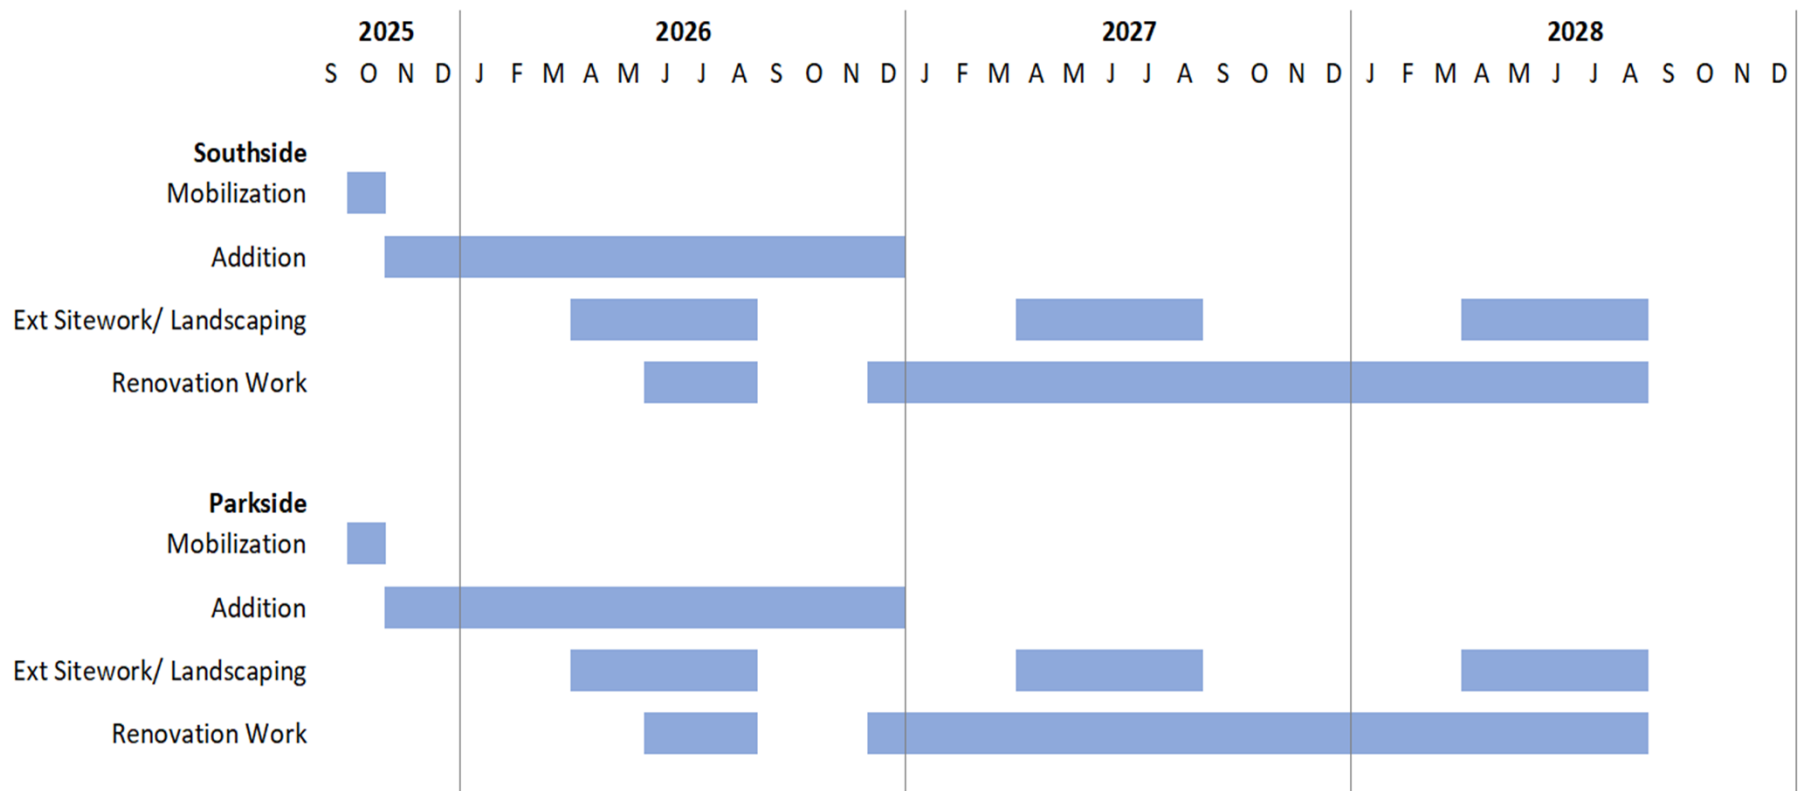 2025 2026 2027 2028
S O N D J F M A M J J A S O N D J F M A M J J A S O N D J F M A M J J A S O N D
Southside
Mobilization
Addition
Ext Sitework/ Landscaping
Renovation Work
Parkside
Mobilization
Addition
Ext Sitework/ Landscaping
Renovation Work